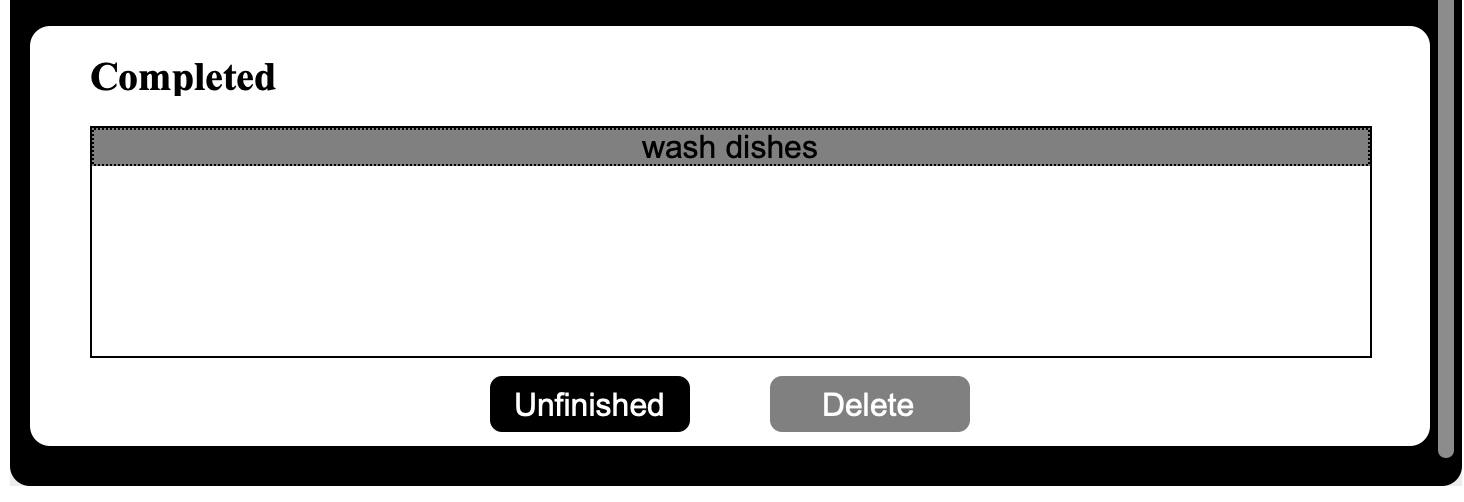 Completed
wash dishes
Unfinished
Delete